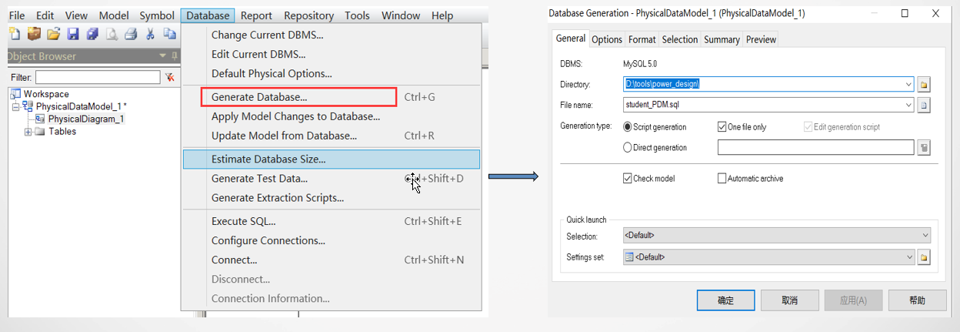 File Edit View Model Symbol Database Report Repository Tools Window Help
Object Browser
Filter:
Workspace
PhysicalDataModel_1 *
PhysicalDiagram_1
Tables
Change Current DBMS...
Edit Current DBMS...
Default Physical Options...
Generate Database... Ctrl+G
Apply Model Changes to Database...
Update Model from Database... Ctrl+R
Estimate Database Size...
Generate Test Data... Ctrl+Shift+D
Generate Extraction Scripts...
Execute SQL... Ctrl+Shift+E
Configure Connections...
Connect... Ctrl+Shift+N
Disconnect...
Connection Information...
Database Generation - PhysicalDataModel_1 (PhysicalDataModel_1)
General Options Format Selection Summary Preview
DBMS: MySQL 5.0
Directory: D:\tools\power_design\
File name: student_PDM.sql
Generation type: Script generation One file only Edit generation script
Direct generation
Check model Automatic archive
Quick launch
Selection: <Default>
Settings set: <Default>
确定 取消 应用(A) 帮助